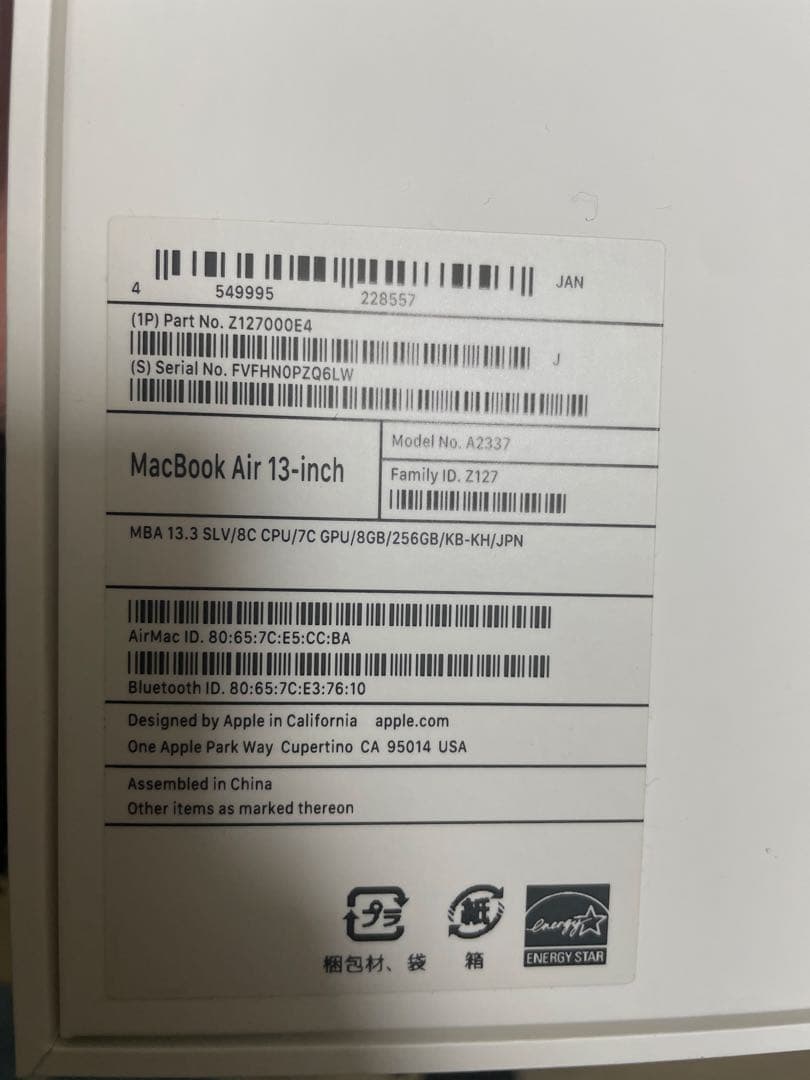 4 549995 228557 JAN
(1P) Part No. Z127000E4
J
(S) Serial No. FVFHN0PZQ6LW
MacBook Air 13-inch
Model No. A2337
Family ID. Z127
MBA 13.3 SLV/8C CPU/7C GPU/8GB/256GB/KB-KH/JPN
AirMac ID. 80:65:7C:E5:CC:BA
Bluetooth ID. 80:65:7C:E3:76:10
Designed by Apple in California apple.com
One Apple Park Way Cupertino CA 95014 USA
Assembled in China
Other items as marked thereon
プラ
紙
energy
梱包材、袋
箱
ENERGY STAR